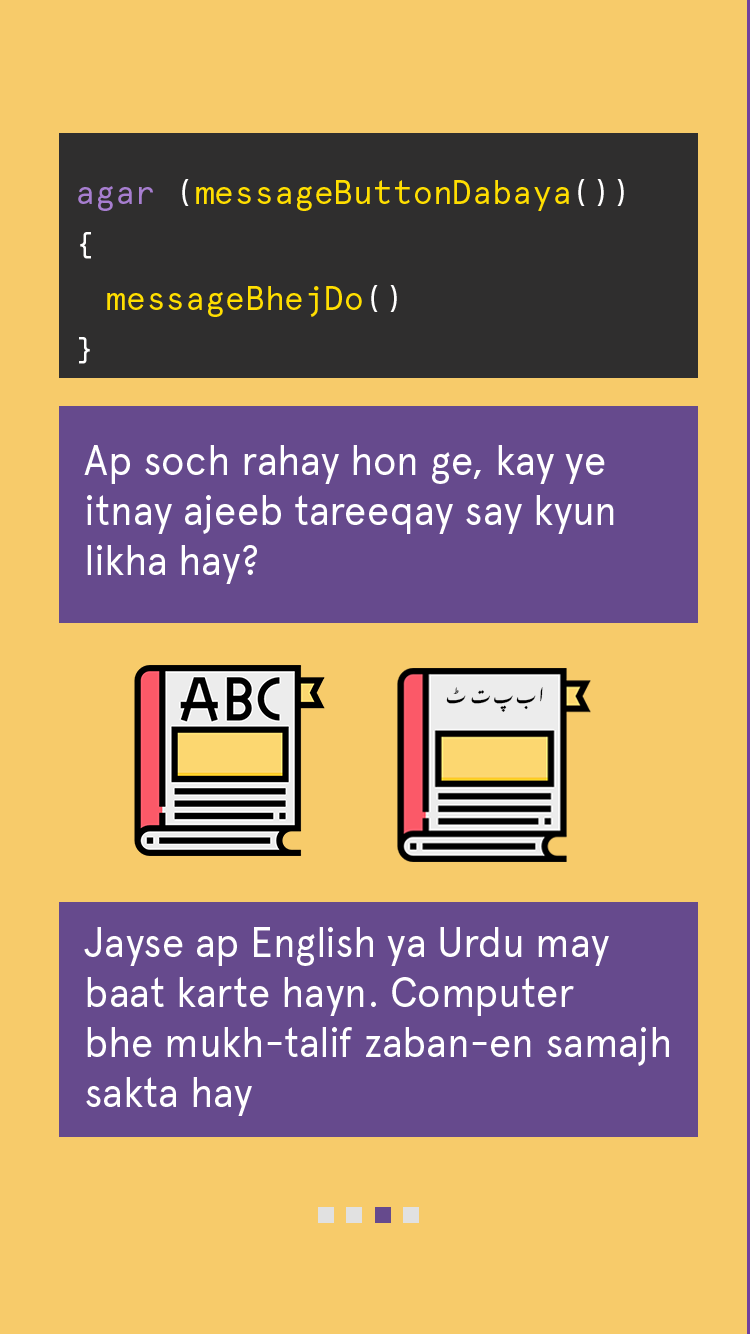 agar (messageButtonDabaya())
{
messageBhejDo()
}
Ap soch rahay hon ge, kay ye
itnay ajeeb tareeqay say kyun
likha hay?
ABC
ا ب پ ت ٹ
Jayse ap English ya Urdu may
baat karte hayn. Computer
bhe mukh-talif zaban-en samajh
sakta hay